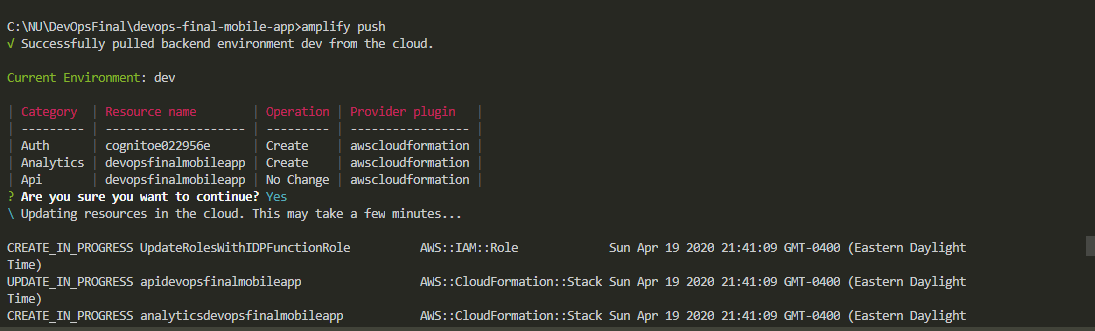 C:\NU\DevOpsFinal\devops-final-mobile-app>amplify push
√ Successfully pulled backend environment dev from the cloud.
Current Environment: dev
| Category  | Resource name        | Operation | Provider plugin   |
| --------- | -------------------- | --------- | ----------------- |
| Auth      | cognitoe022956e      | Create    | awscloudformation |
| Analytics | devopsfinalmobileapp | Create    | awscloudformation |
| Api       | devopsfinalmobileapp | No Change | awscloudformation |
? Are you sure you want to continue? Yes
\ Updating resources in the cloud. This may take a few minutes...
CREATE_IN_PROGRESS UpdateRolesWithIDPFunctionRole          AWS::IAM::Role             Sun Apr 19 2020 21:41:09 GMT-0400 (Eastern Daylight
Time)
UPDATE_IN_PROGRESS apidevopsfinalmobileapp                 AWS::CloudFormation::Stack Sun Apr 19 2020 21:41:09 GMT-0400 (Eastern Daylight
Time)
CREATE_IN_PROGRESS analyticsdevopsfinalmobileapp           AWS::CloudFormation::Stack Sun Apr 19 2020 21:41:09 GMT-0400 (Eastern Daylight